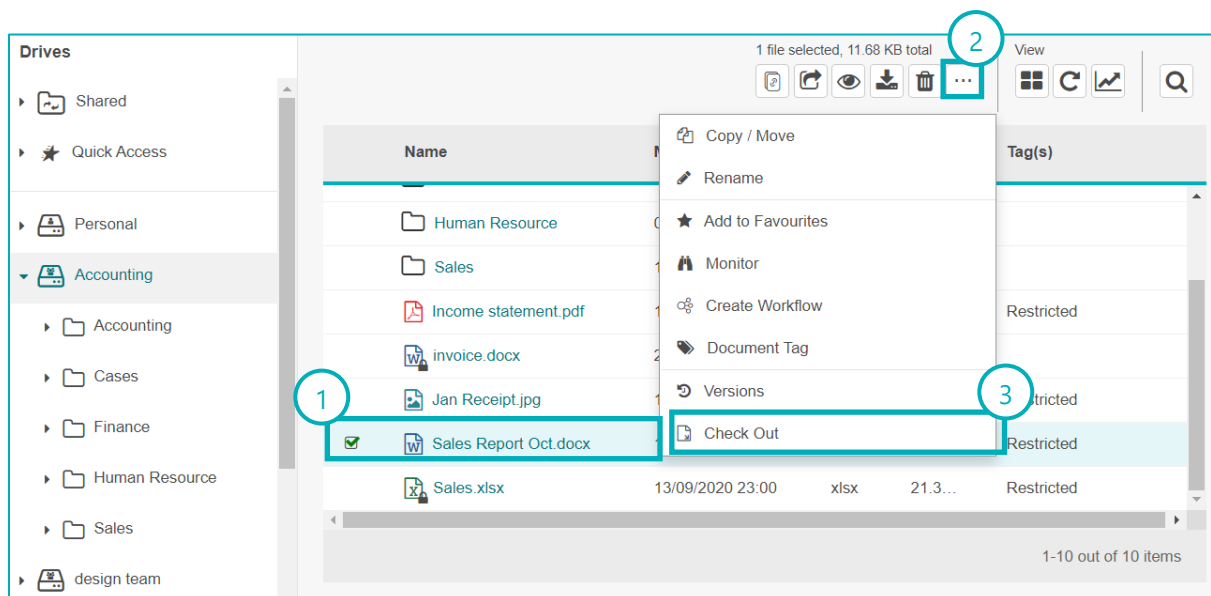 Drives
Shared
Quick Access
Personal
Accounting
Accounting
Cases
Finance
Human Resource
Sales
design team
1 file selected, 11.68 KB total
2
View
Copy / Move
Rename
Add to Favourites
Monitor
Create Workflow
Document Tag
Versions
3
Check Out
Name
Tag(s)
Human Resource
Sales
Income statement.pdf
Restricted
invoice.docx
1
Jan Receipt.jpg
Sales Report Oct.docx
Restricted
Sales.xlsx 13/09/2020 23:00 xlsx 21.3... Restricted
1-10 out of 10 items